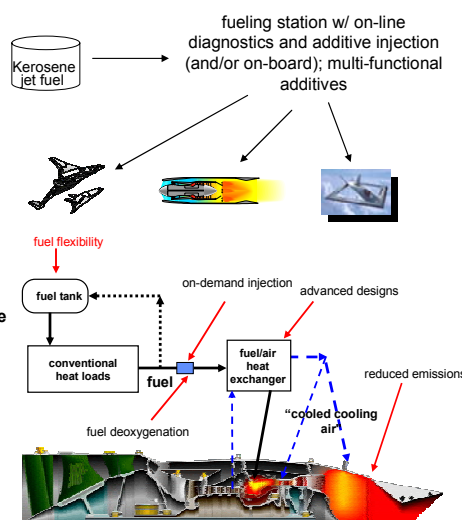 fueling station w/ on-line
diagnostics and additive injection
(and/or on-board); multi-functional
additives
Kerosene
jet fuel
fuel flexibility
on-demand injection
advanced designs
fuel tank
e
conventional
heat loads
fuel
fuel/air
heat
exchanger
reduced emissions
"cooled cooling
air"
fuel deoxygenation